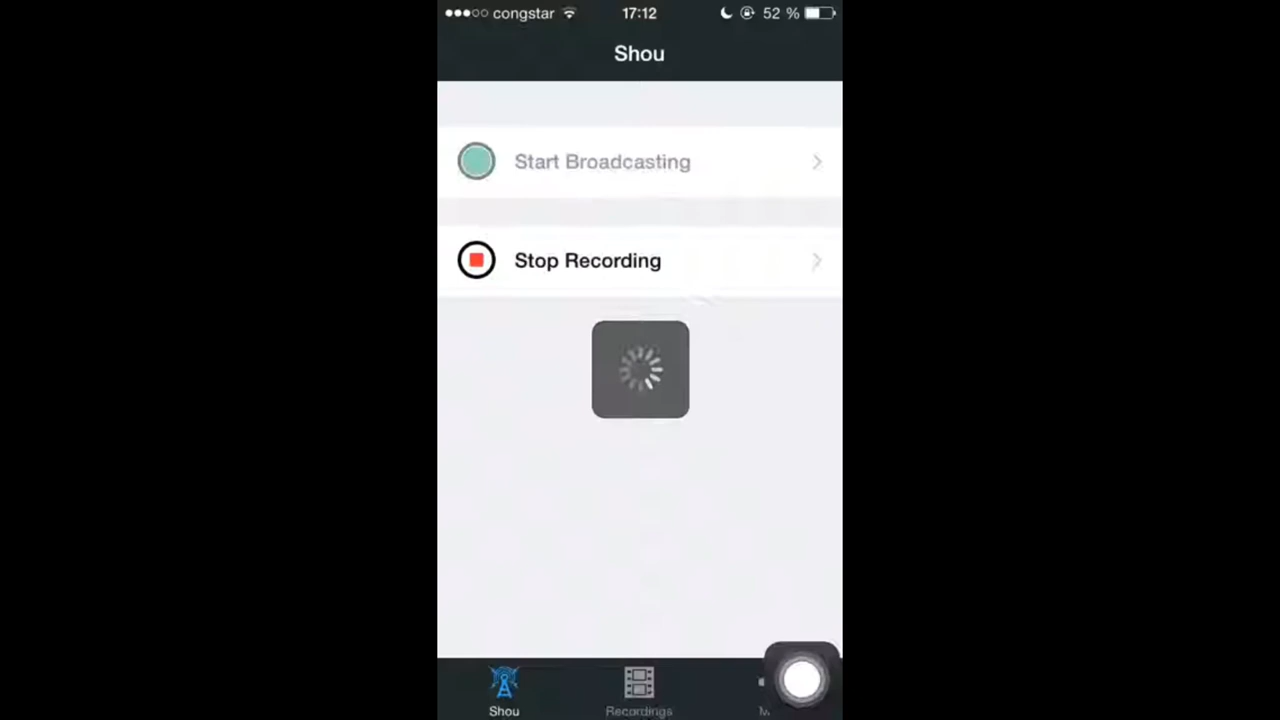 congstar 17:12 52 %
Shou
Start Broadcasting
Stop Recording
Shou Recordings